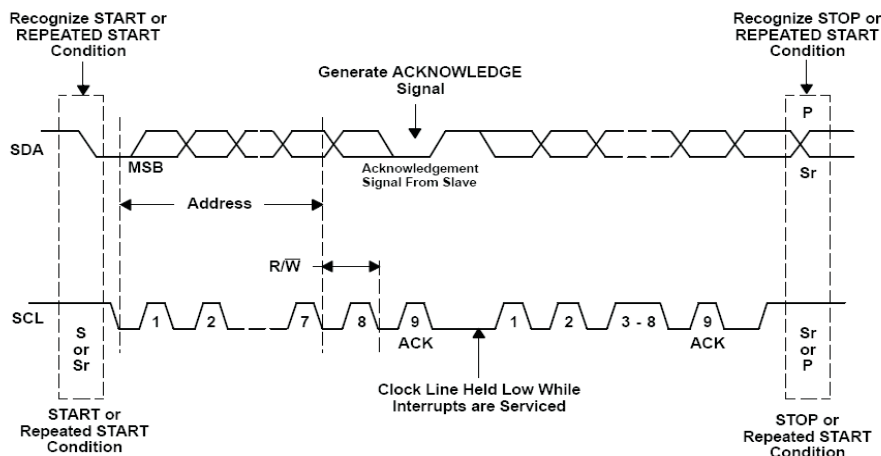 Recognize START or
REPEATED START
Condition
Recognize STOP or
REPEATED START
Condition
Generate ACKNOWLEDGE
Signal
P
SDA
MSB
Acknowledgement
Signal From Slave
Sr
Address
R/W̅
SCL
1
2
7
8
9
1
2
3 - 8
9
ACK
ACK
S
or
Sr
Sr
or
P
Clock Line Held Low While
Interrupts are Serviced
START or
Repeated START
Condition
STOP or
Repeated START
Condition